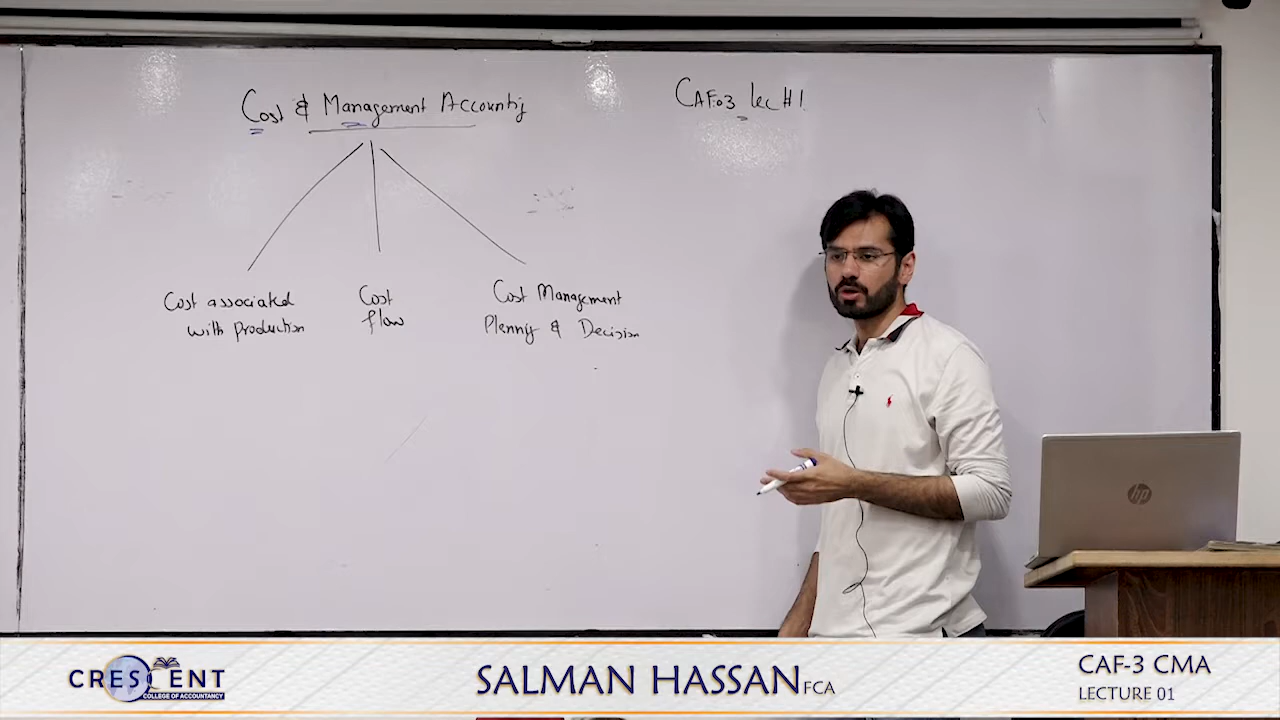 Cost & Management Accounting
CAF-03 Lec #1
Cost associated
with production
Cost
flow
Cost Management
Planning & Decision
hp
CRESCENT
COLLEGE OF ACCOUNTANCY
SALMAN HASSAN FCA
CAF-3 CMA
LECTURE 01